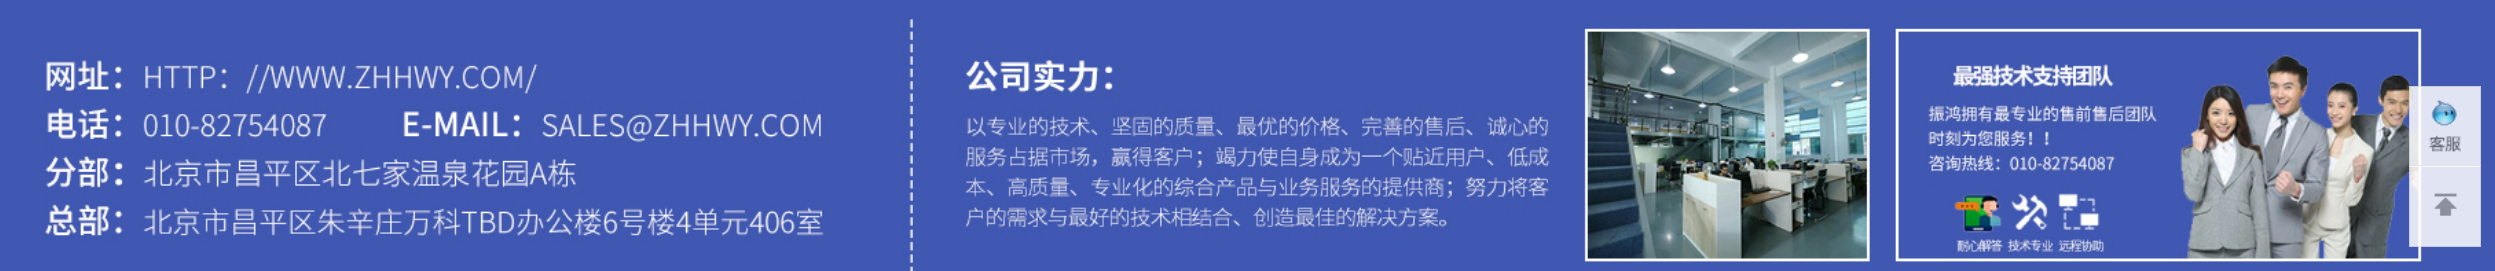 网址：HTTP：//WWW.ZHHWY.COM/
电话：010-82754087 E-MAIL：SALES@ZHHWY.COM
分部：北京市昌平区北七家温泉花园A栋
总部：北京市昌平区朱辛庄万科TBD办公楼6号楼4单元406室
公司实力：
以专业的技术、坚固的质量、最优的价格、完善的售后、诚心的
服务占据市场，赢得客户；竭力使自身成为一个贴近用户、低成
本、高质量、专业化的综合产品与业务服务的提供商；努力将客
户的需求与最好的技术相结合、创造最佳的解决方案。
最强技术支持团队
振鸿拥有最专业的售前售后团队
时刻为您服务！！
咨询热线：010-82754087
耐心解答 技术专业 远程协助
客服